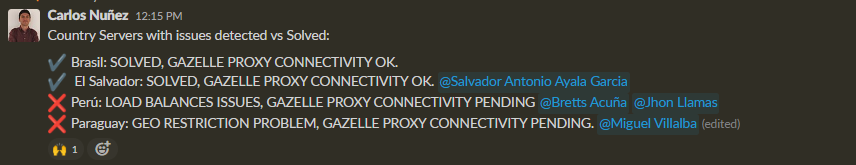 Carlos Nuñez 12:15 PM
Country Servers with issues detected vs Solved:
✔️ Brasil: SOLVED, GAZELLE PROXY CONNECTIVITY OK.
✔️ El Salvador: SOLVED, GAZELLE PROXY CONNECTIVITY OK. @Salvador Antonio Ayala Garcia
❌ Perú: LOAD BALANCES ISSUES, GAZELLE PROXY CONNECTIVITY PENDING @Bretts Acuña @Jhon Llamas
❌ Paraguay: GEO RESTRICTION PROBLEM, GAZELLE PROXY CONNECTIVITY PENDING. @Miguel Villalba (edited)
🙌 1